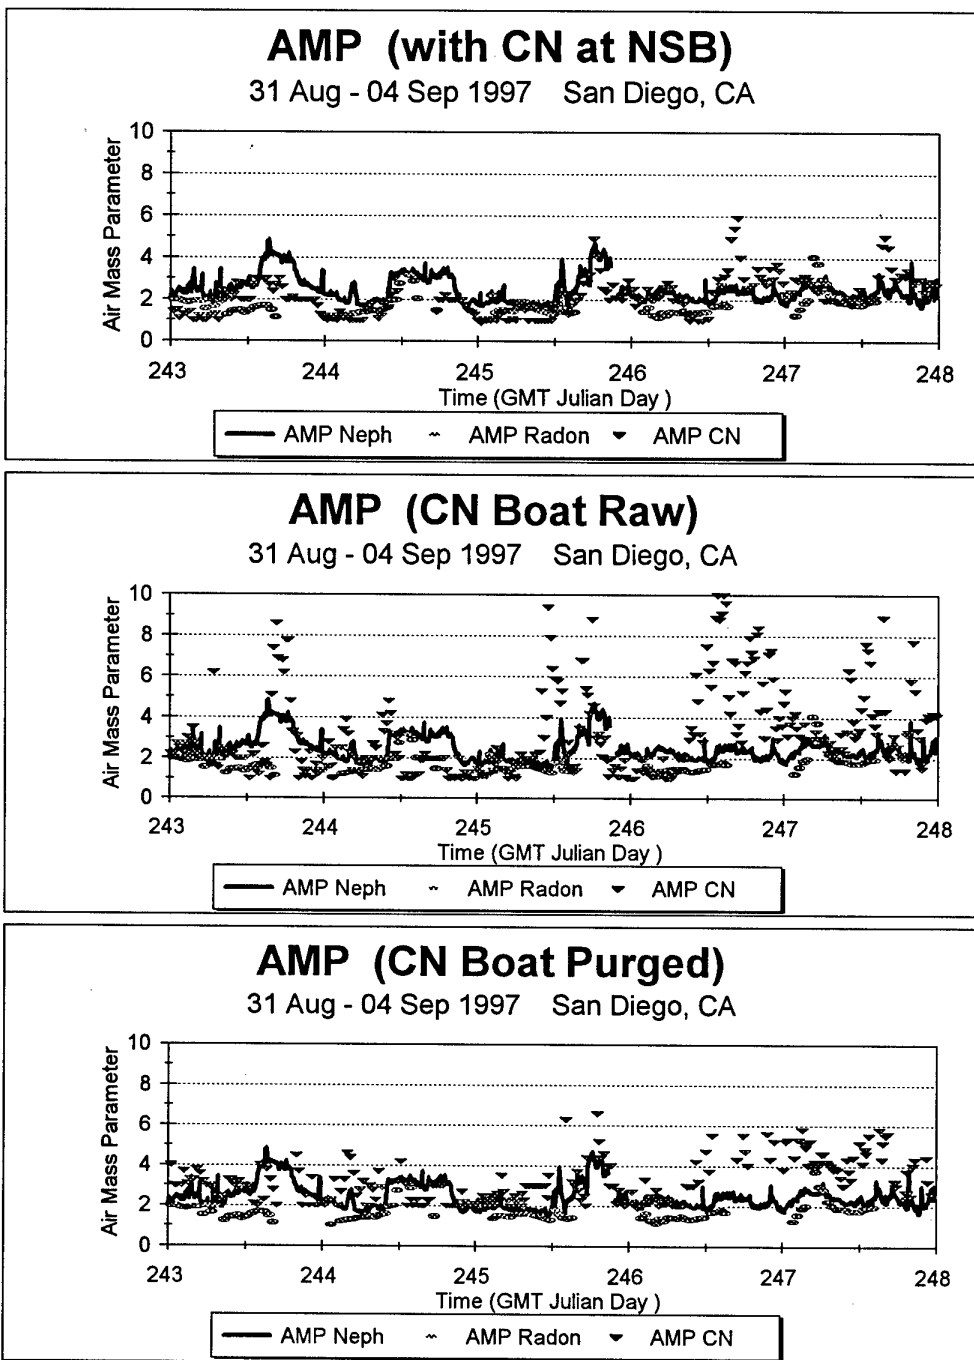 AMP (with CN at NSB)
31 Aug - 04 Sep 1997 San Diego, CA
Air Mass Parameter
10
8
6
4
2
0
243 244 245 246 247 248
Time (GMT Julian Day )
AMP Neph AMP Radon AMP CN
AMP (CN Boat Raw)
31 Aug - 04 Sep 1997 San Diego, CA
Air Mass Parameter
10
8
6
4
2
0
243 244 245 246 247 248
Time (GMT Julian Day )
AMP Neph AMP Radon AMP CN
AMP (CN Boat Purged)
31 Aug - 04 Sep 1997 San Diego, CA
Air Mass Parameter
10
8
6
4
2
0
243 244 245 246 247 248
Time (GMT Julian Day )
AMP Neph AMP Radon AMP CN